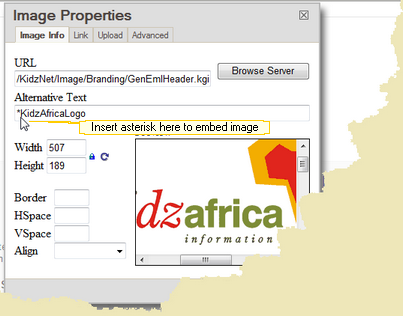 Image Properties
Image Info Link Upload Advanced
URL
/KidzNet/Image/Branding/GenEmlHeader.kgi
Browse Server
Alternative Text
*KidzAfricaLogo
Insert asterisk here to embed image
Width 507
Height 189
Border
HSpace
VSpace
Align
dzafrica
information